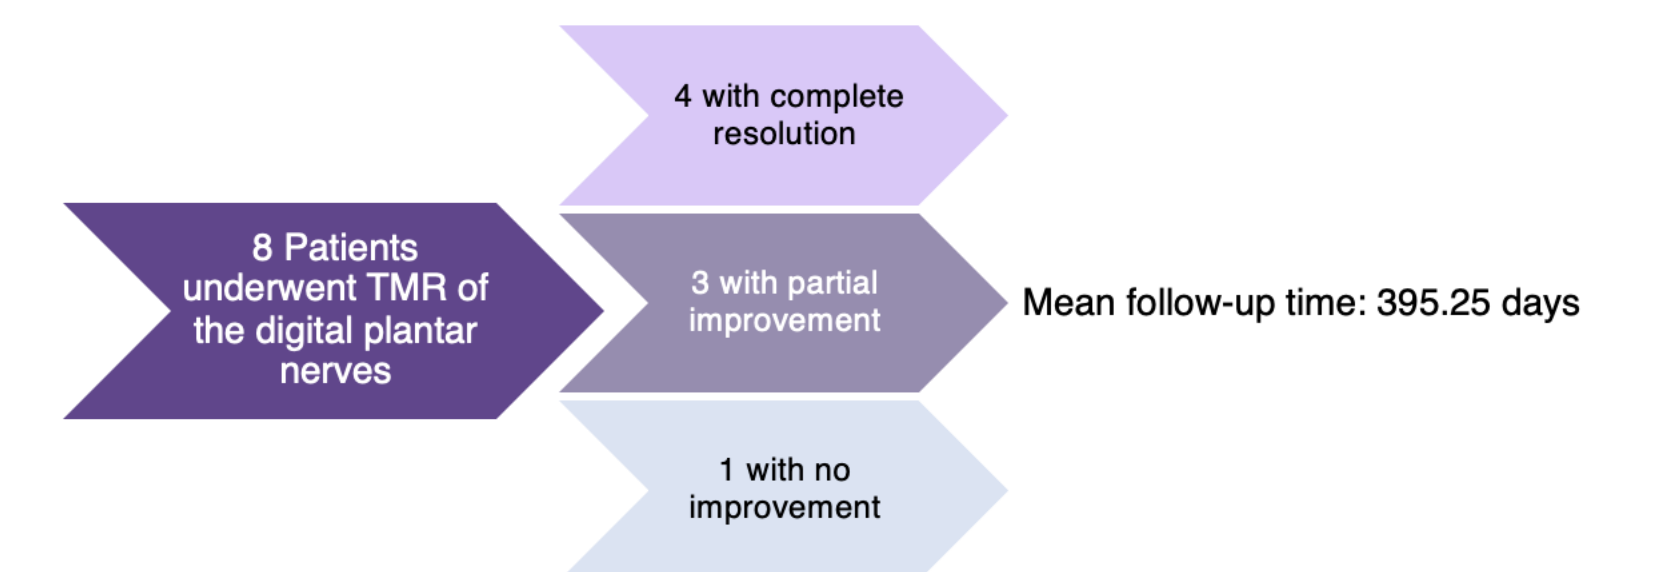 8 Patients
underwent TMR of
the digital plantar
nerves
4 with complete
resolution
3 with partial
improvement
1 with no
improvement
Mean follow-up time: 395.25 days